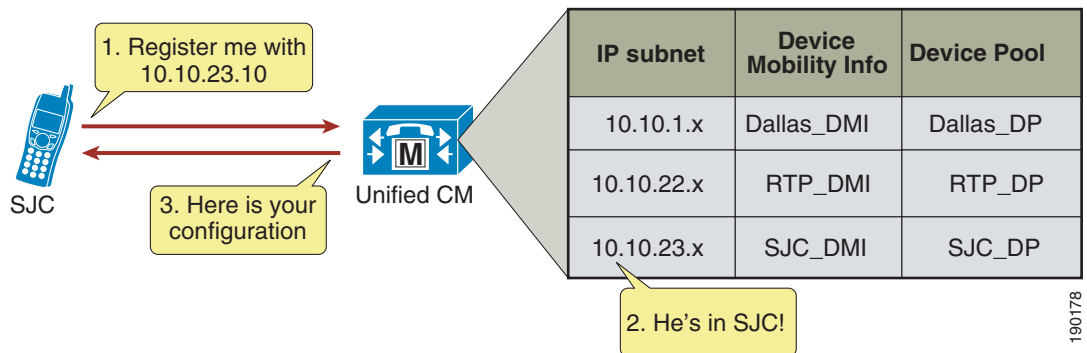 1. Register me with
10.10.23.10
SJC
3. Here is your
configuration
M
Unified CM
IP subnet
Device
Mobility Info
Device Pool
10.10.1.x Dallas_DMI Dallas_DP
10.10.22.x RTP_DMI RTP_DP
10.10.23.x SJC_DMI SJC_DP
2. He's in SJC!
190178